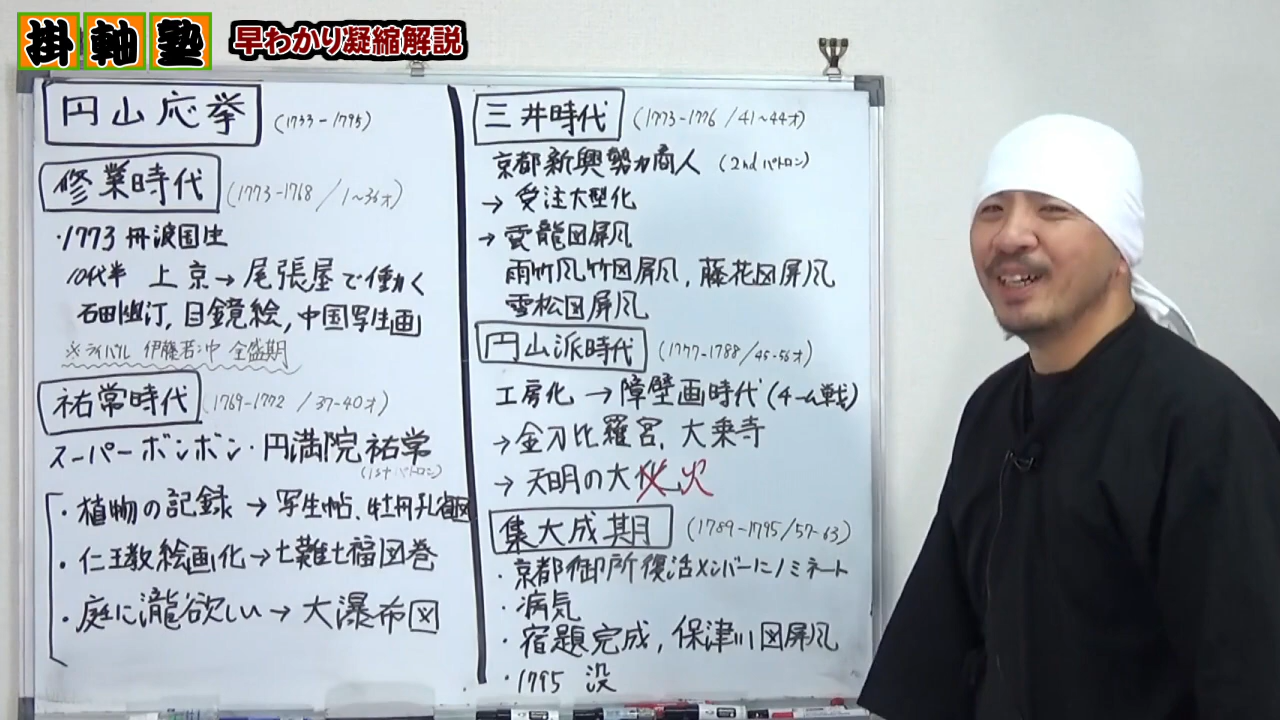 掛軸塾
早わかり凝縮解説
円山応挙 (1733-1795)
修業時代 (1773-1768 / 1~36才)
・1773 丹波国生
10代半 上京→尾張屋で働く
石田幽汀, 目鏡絵, 中国写生画
※ライバル 伊藤若冲 全盛期
祐常時代 (1769-1772 / 37-40才)
スーパーボンボン・円満院祐常
(1st パトロン)
・植物の記録 → 写生帖、牡丹孔雀図
・仁王教絵画化→七難七福図巻
・庭に瀧欲しい → 大瀑布図
三井時代 (1773-1776 / 41~44才)
京都新興勢力商人 (2nd パトロン)
→ 受注大型化
→ 雲龍図屏風
雨竹風竹図屏風, 藤花図屏風
雪松図屏風
円山派時代 (1777-1788 / 45-56才)
工房化 → 障壁画時代 (チーム戦)
→ 金刀比羅宮, 大乗寺
→ 天明の大火
集大成期 (1789-1795/57-63)
・京都御所復活メンバーにノミネート
・病気
・宿題完成, 保津川図屏風
・1795 没